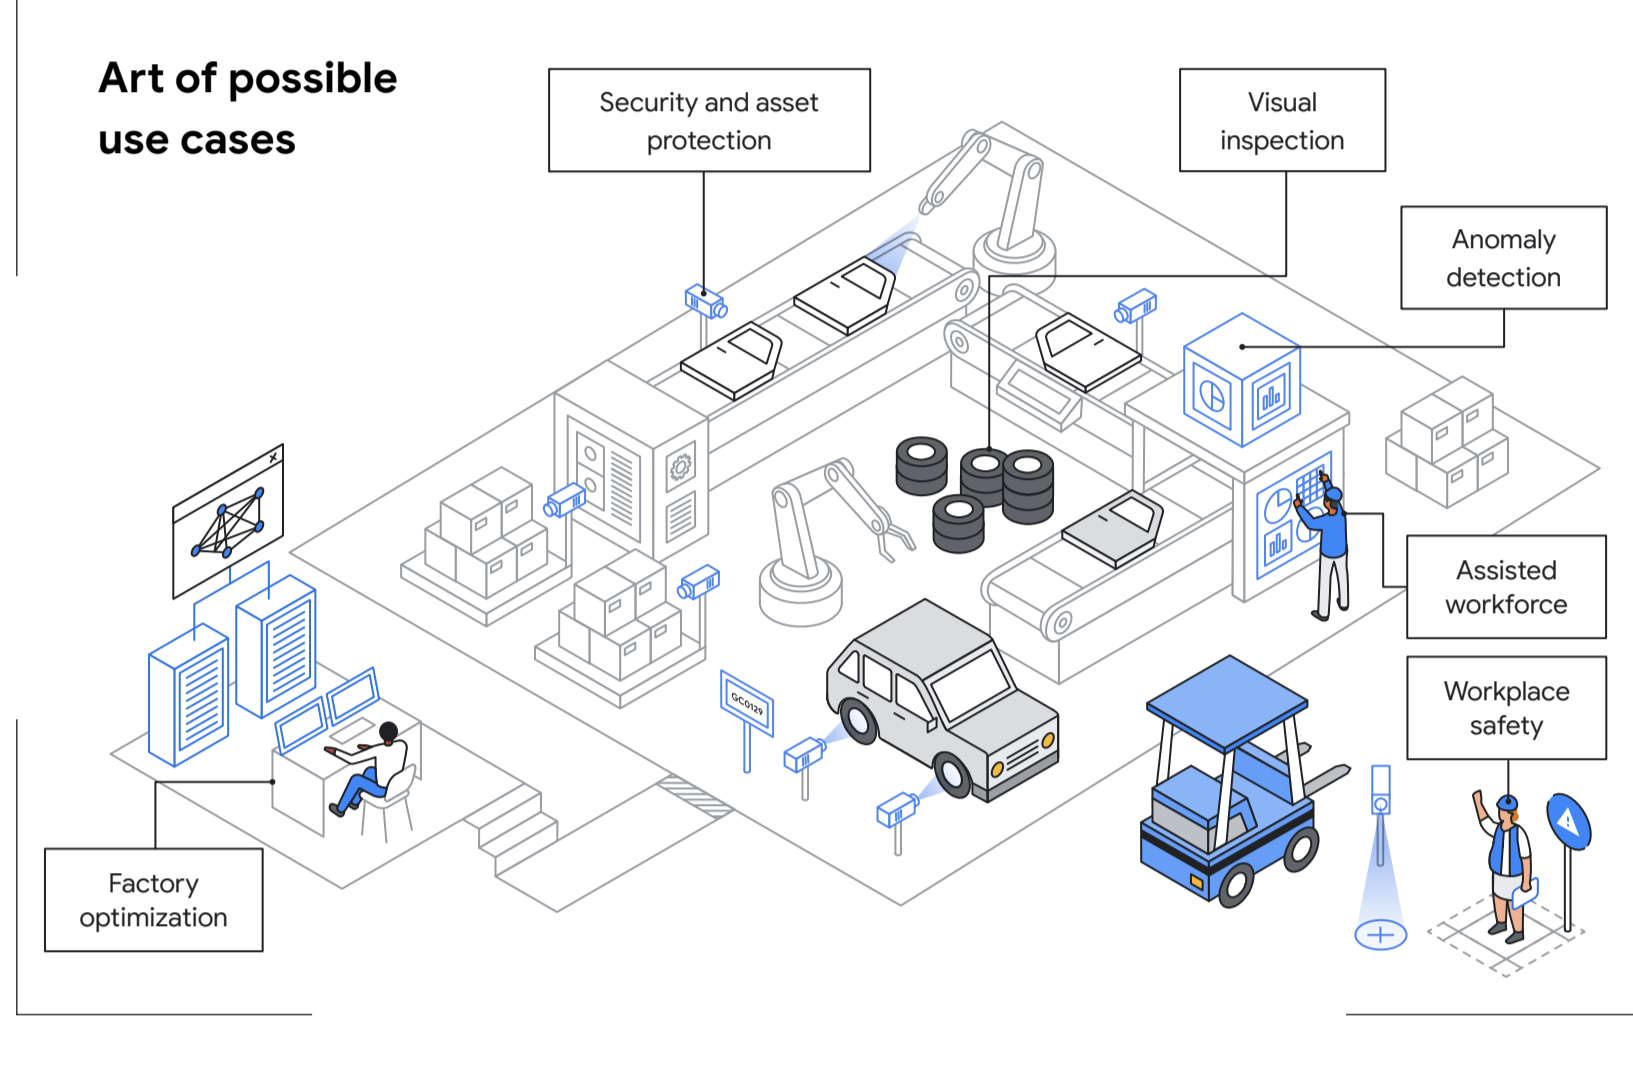 Art of possible
use cases
Security and asset
protection
Visual
inspection
Anomaly
detection
Assisted
workforce
Workplace
safety
GC0129
Factory
optimization